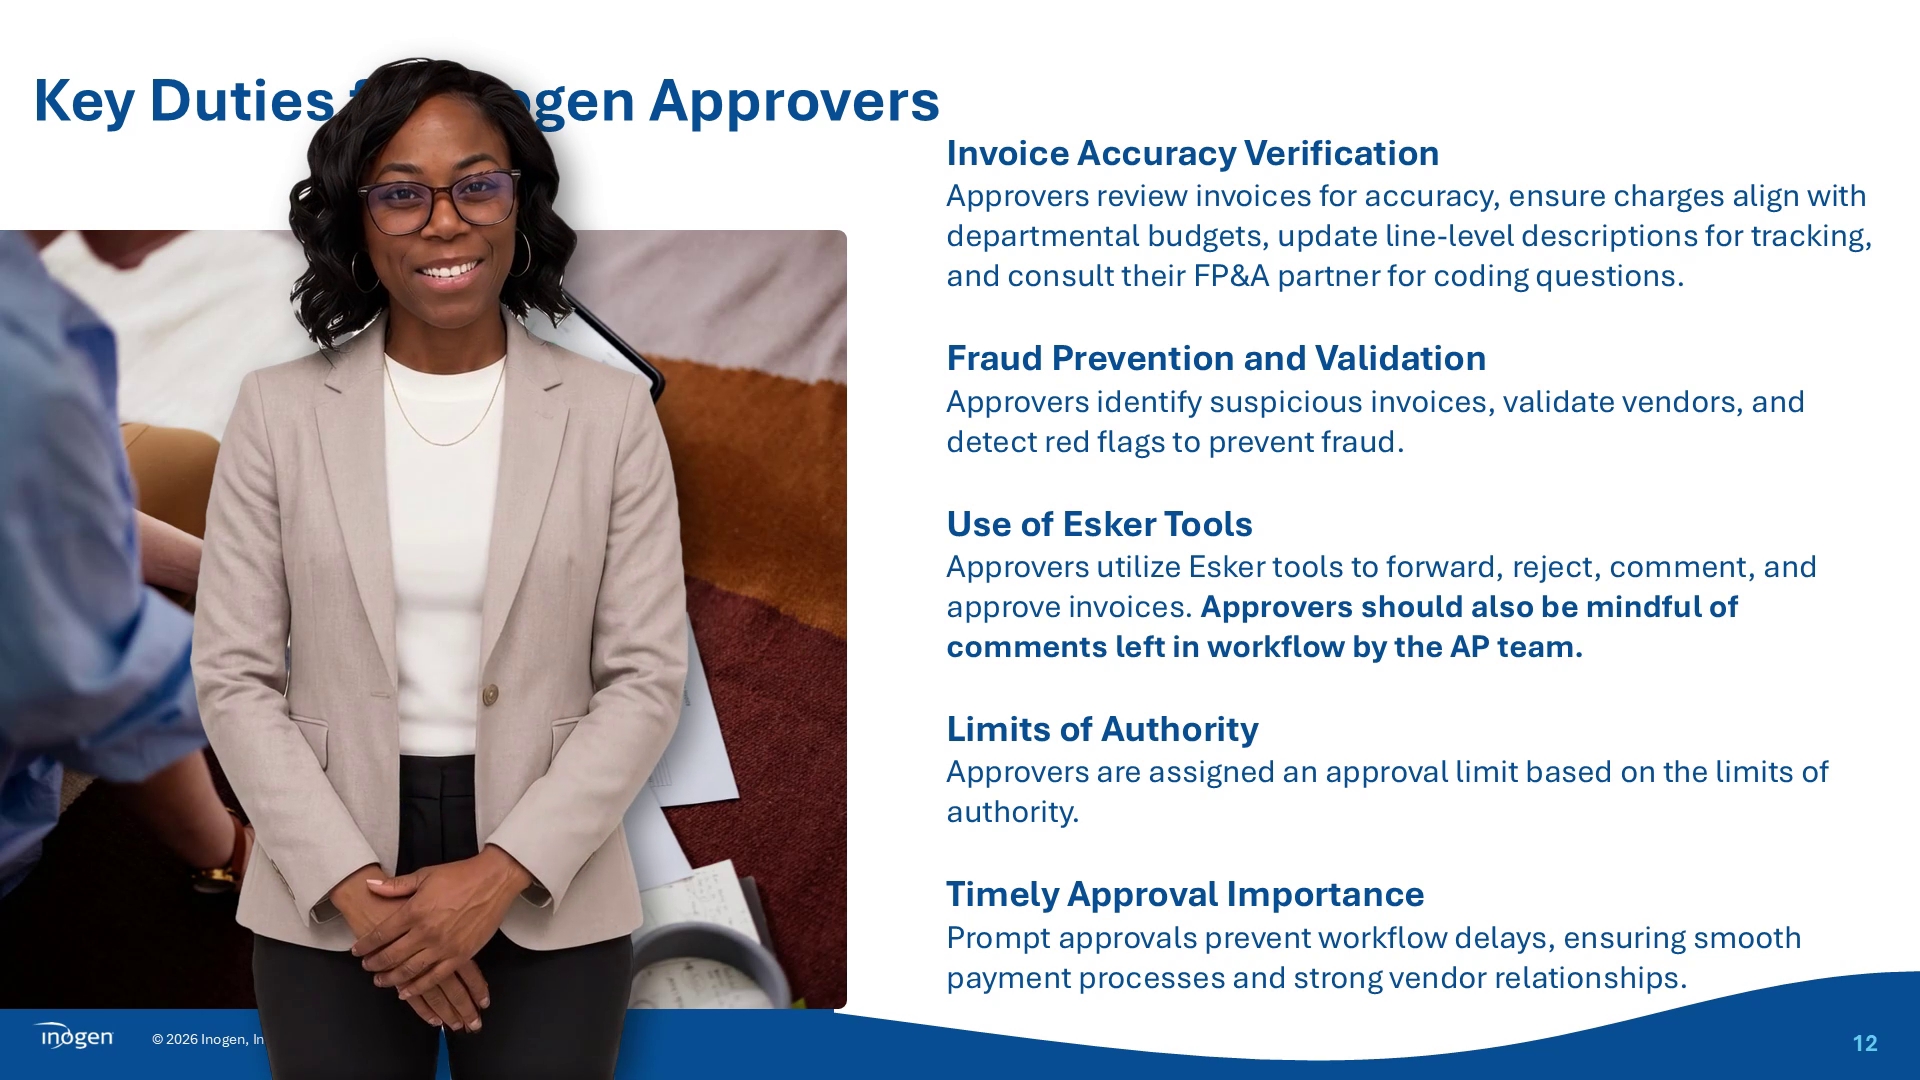 Key Duties ogen Approvers
Invoice Accuracy Verification
Approvers review invoices for accuracy, ensure charges align with
departmental budgets, update line-level descriptions for tracking,
and consult their FP&A partner for coding questions.
Fraud Prevention and Validation
Approvers identify suspicious invoices, validate vendors, and
detect red flags to prevent fraud.
Use of Esker Tools
Approvers utilize Esker tools to forward, reject, comment, and
approve invoices. Approvers should also be mindful of
comments left in workflow by the AP team.
Limits of Authority
Approvers are assigned an approval limit based on the limits of
authority.
Timely Approval Importance
Prompt approvals prevent workflow delays, ensuring smooth
payment processes and strong vendor relationships.
inogen
© 2026 Inogen, In
12